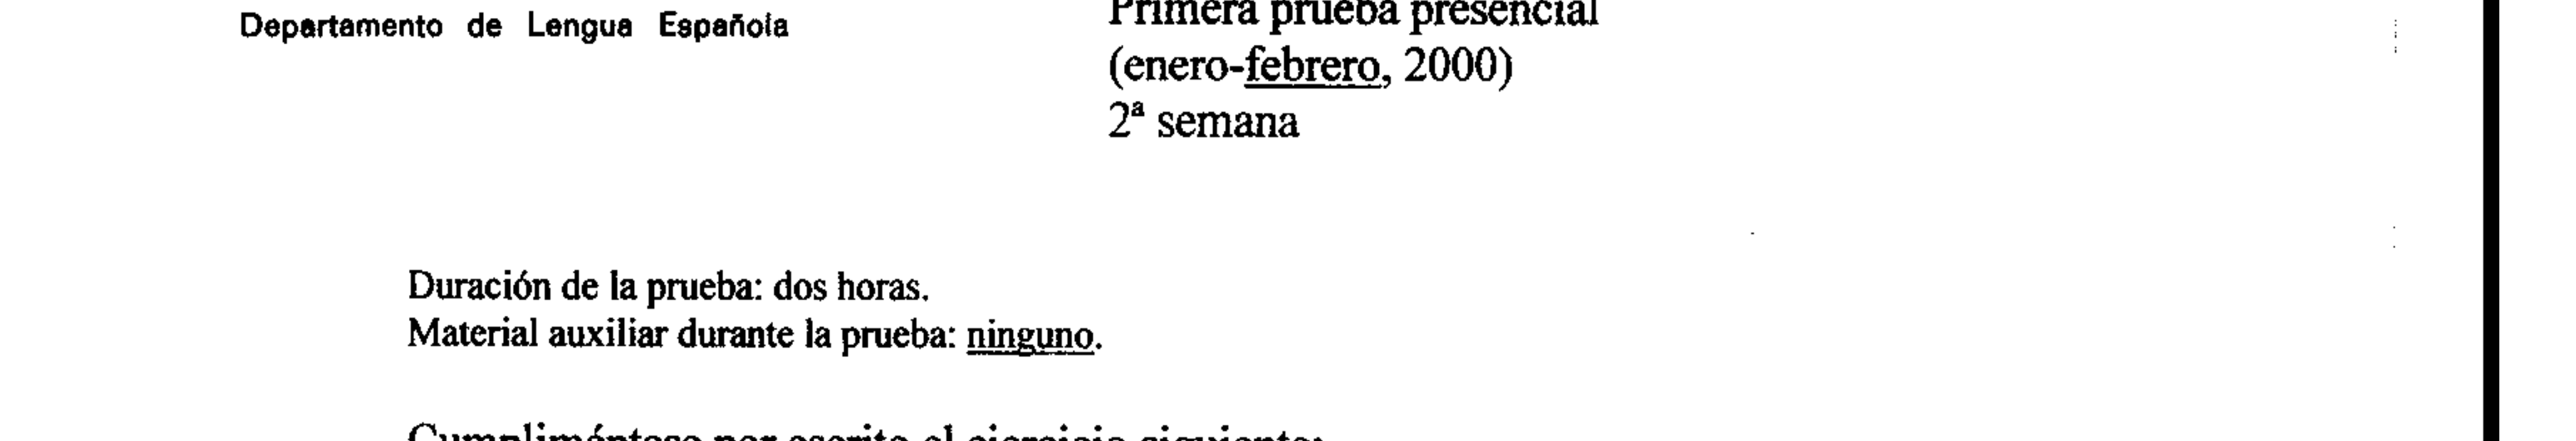 Departamento de Lengua Española
Primera prueba presencial
(enero-febrero, 2000)
2ª semana
Duración de la prueba: dos horas.
Material auxiliar durante la prueba: ninguno.
Cumpliméntese por escrito el ejercicio siguiente: